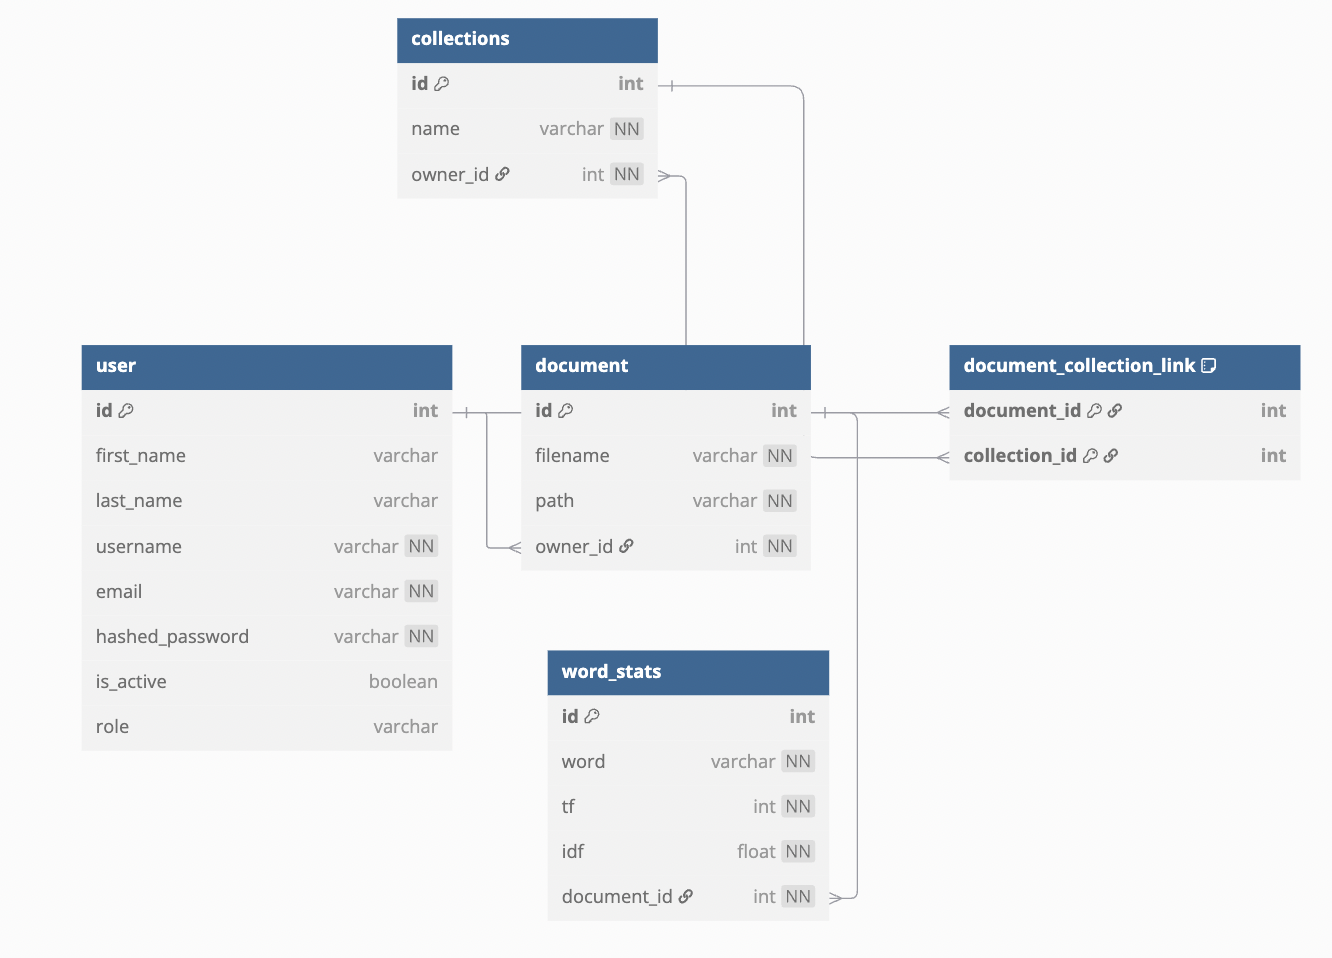 collections
id int
name varchar NN
owner_id int NN
user
id int
first_name varchar
last_name varchar
username varchar NN
email varchar NN
hashed_password varchar NN
is_active boolean
role varchar
document
id int
filename varchar NN
path varchar NN
owner_id int NN
document_collection_link
document_id int
collection_id int
word_stats
id int
word varchar NN
tf int NN
idf float NN
document_id int NN